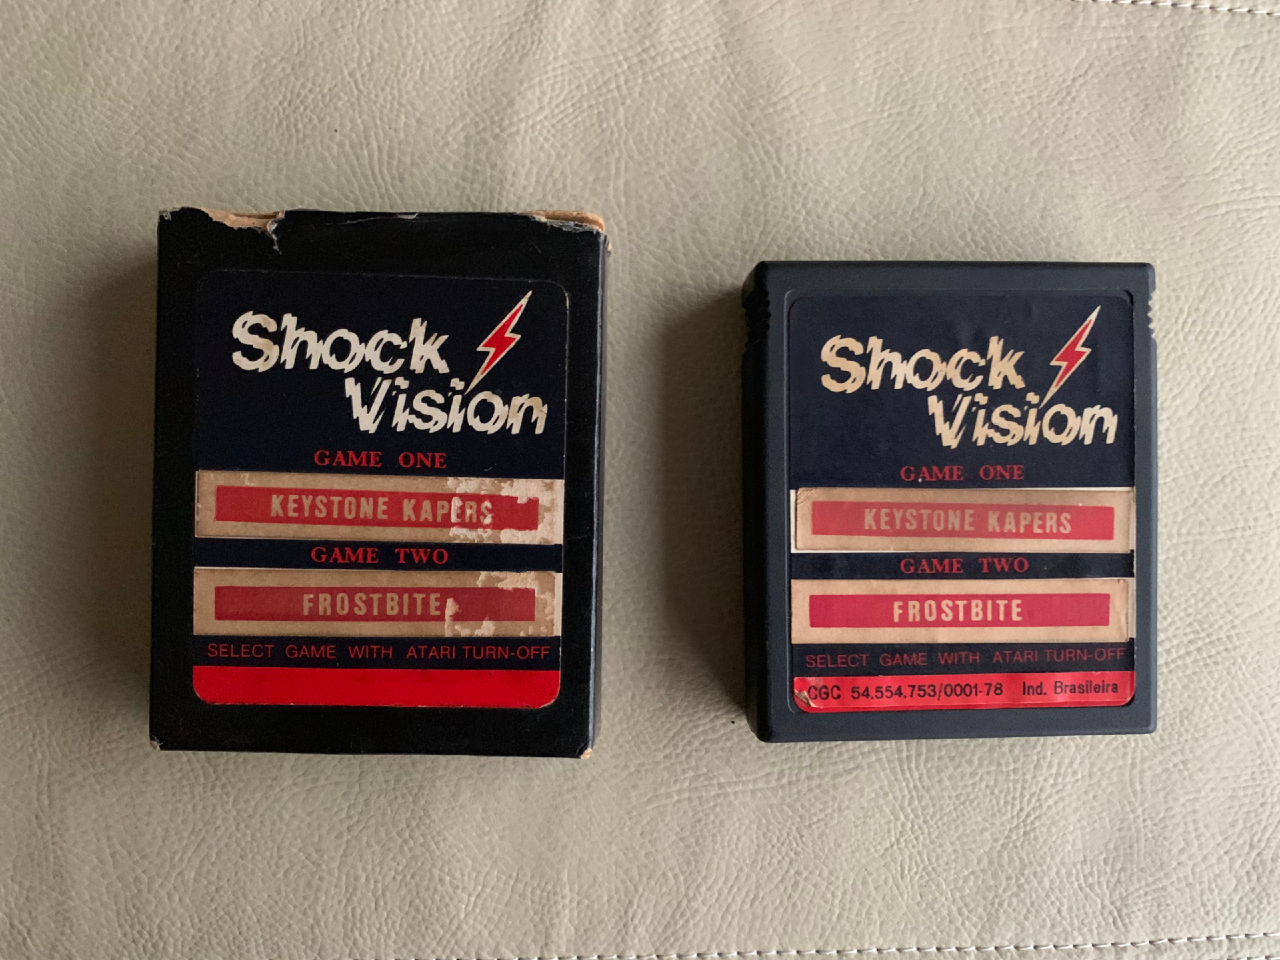 Shock
Vision
GAME ONE
KEYSTONE KAPERS
GAME TWO
FROSTBITE
SELECT GAME WITH ATARI TURN-OFF
Shock
Vision
GAME ONE
KEYSTONE KAPERS
GAME TWO
FROSTBITE
SELECT GAME WITH ATARI TURN-OFF
CGC 54.554.753/0001-78 Ind. Brasileira